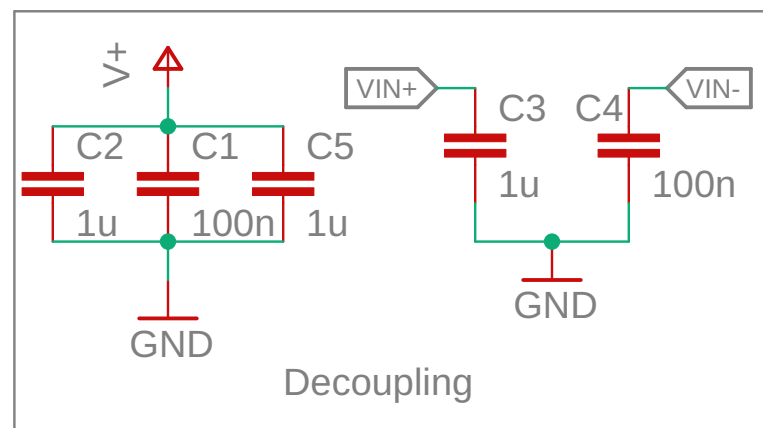 V+
VIN+
VIN-
C2
C1
C5
C3
C4
1u
100n
1u
1u
100n
GND
GND
Decoupling